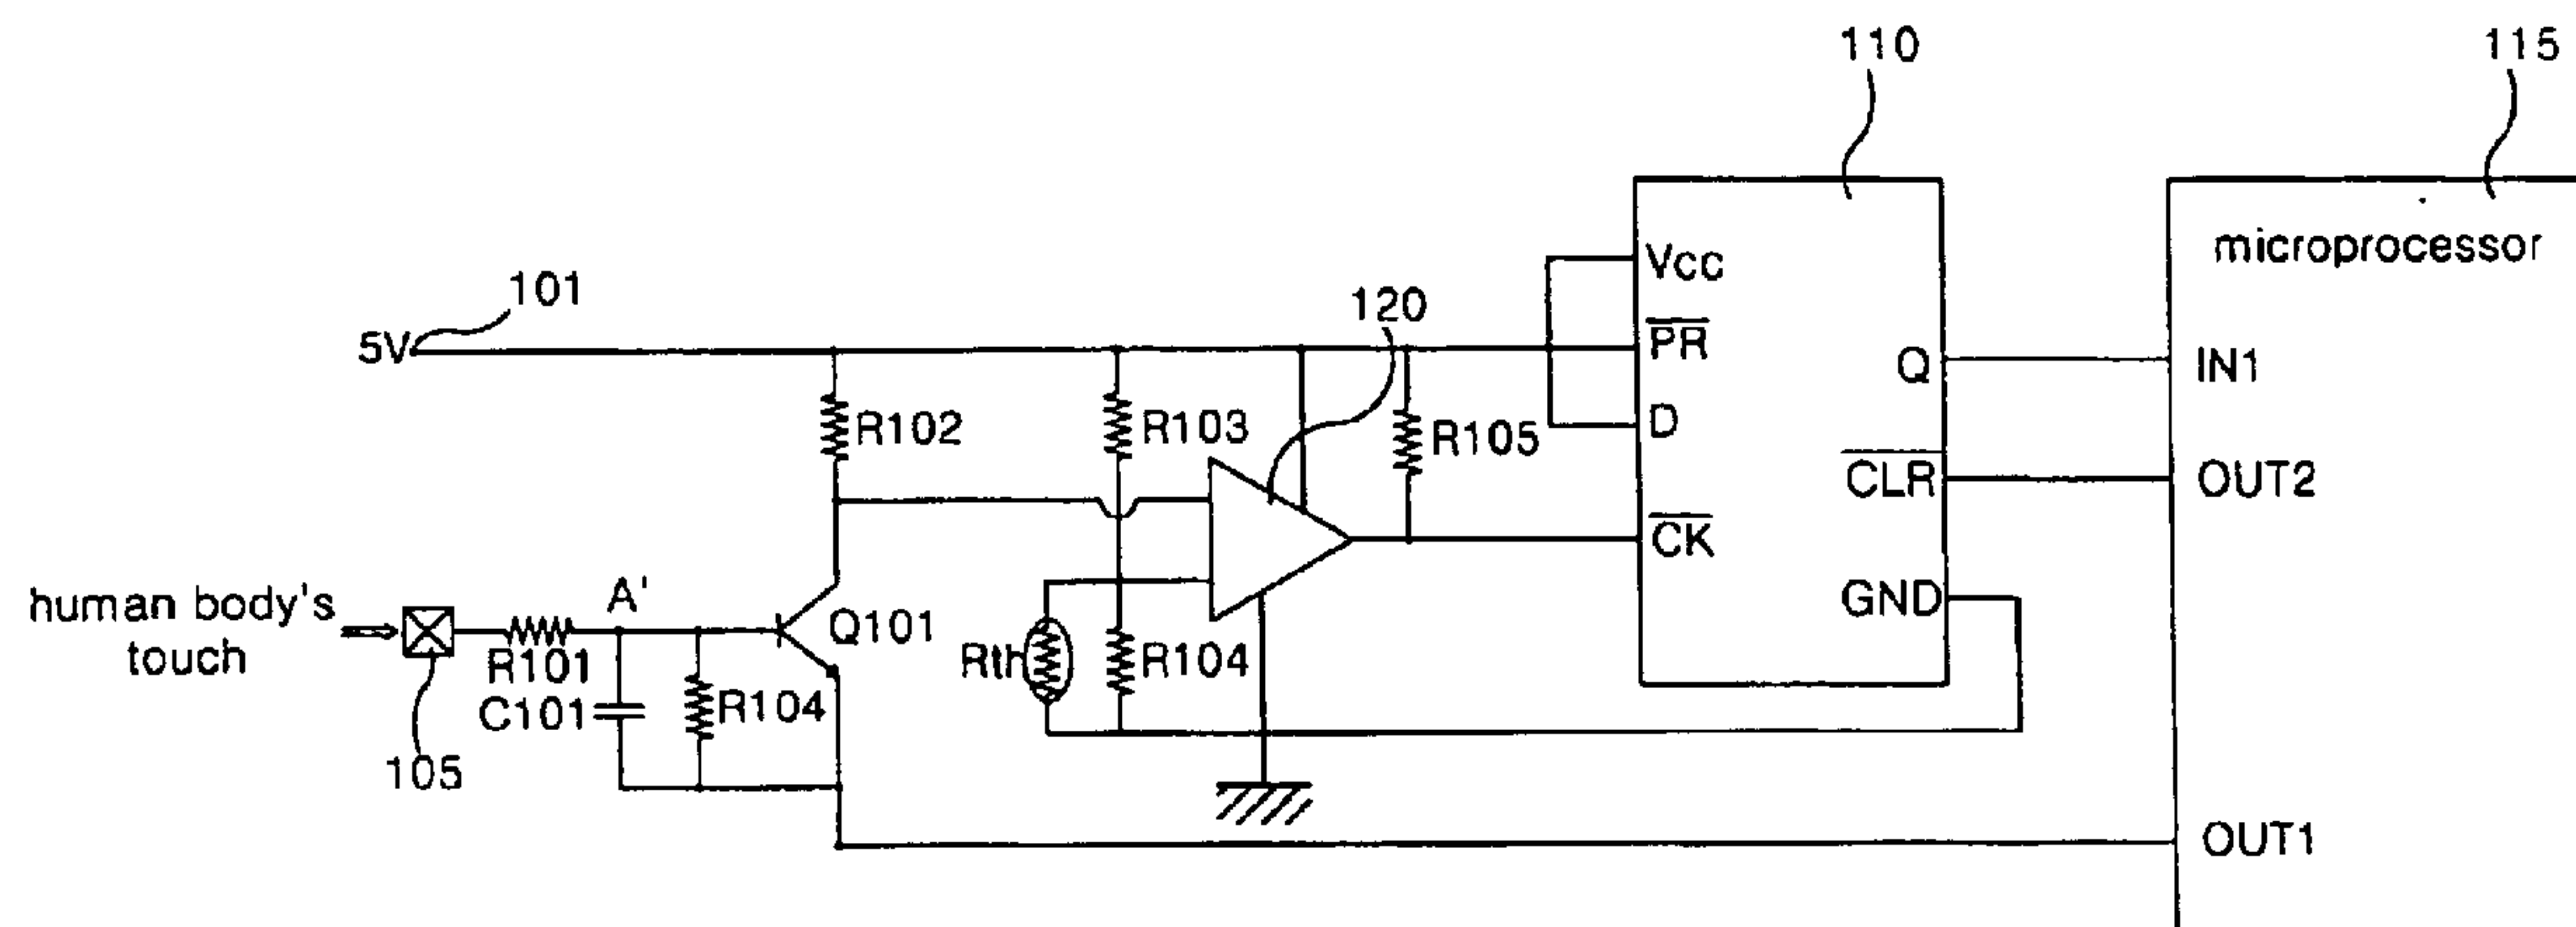 110
115
microprocessor
Vcc
101
120
5V
PR
Q
IN1
R102
R103
R105
D
CLR
OUT2
CK
human body's
touch
A'
Q101
GND
R101
Rth
R104
C101
R104
105
OUT1